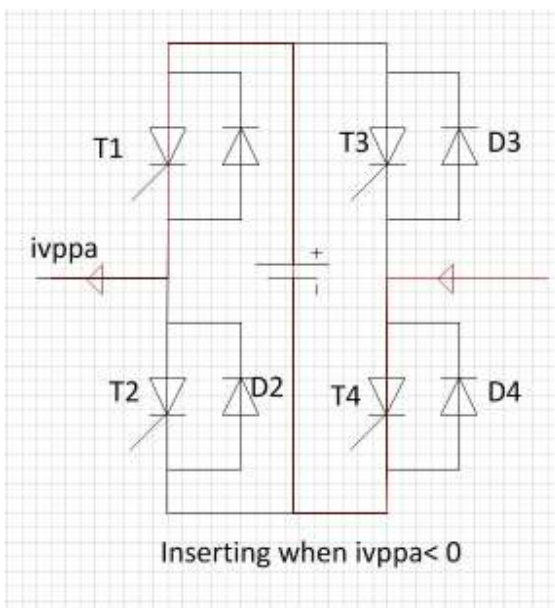 T1
T3
D3
ivppa
+
-
T2
D2
T4
D4
Inserting when ivppa< 0